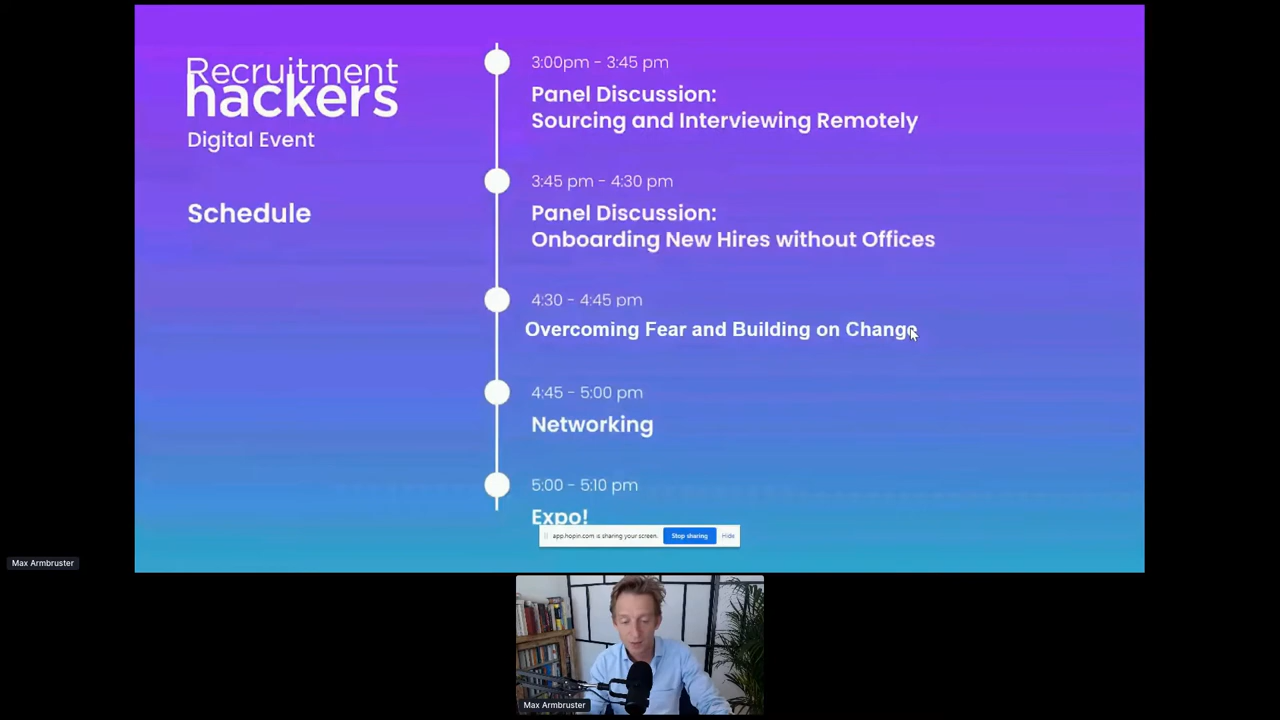 Recruitment
hackers
Digital Event
Schedule
3:00pm - 3:45 pm
Panel Discussion:
Sourcing and Interviewing Remotely
3:45 pm - 4:30 pm
Panel Discussion:
Onboarding New Hires without Offices
4:30 - 4:45 pm
Overcoming Fear and Building on Change
4:45 - 5:00 pm
Networking
5:00 - 5:10 pm
Expo!
app.hopin.com is sharing your screen. Stop sharing Hide
Max Armbruster
Max Armbruster